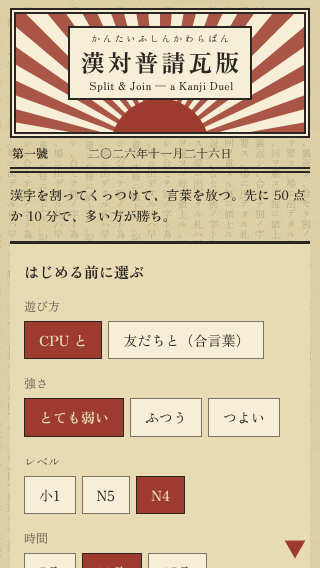 かんたいふしんかわらばん
漢対普請瓦版
Split & Join — a Kanji Duel
第一號
二〇二六年十一月二十六日
漢字を割ってくっつけて、言葉を放つ。先に 50 点
か 10 分で、多い方が勝ち。
はじめる前に選ぶ
遊び方
CPU と
友だちと（合言葉）
強さ
とても弱い
ふつう
つよい
レベル
小1
N5
N4
時間